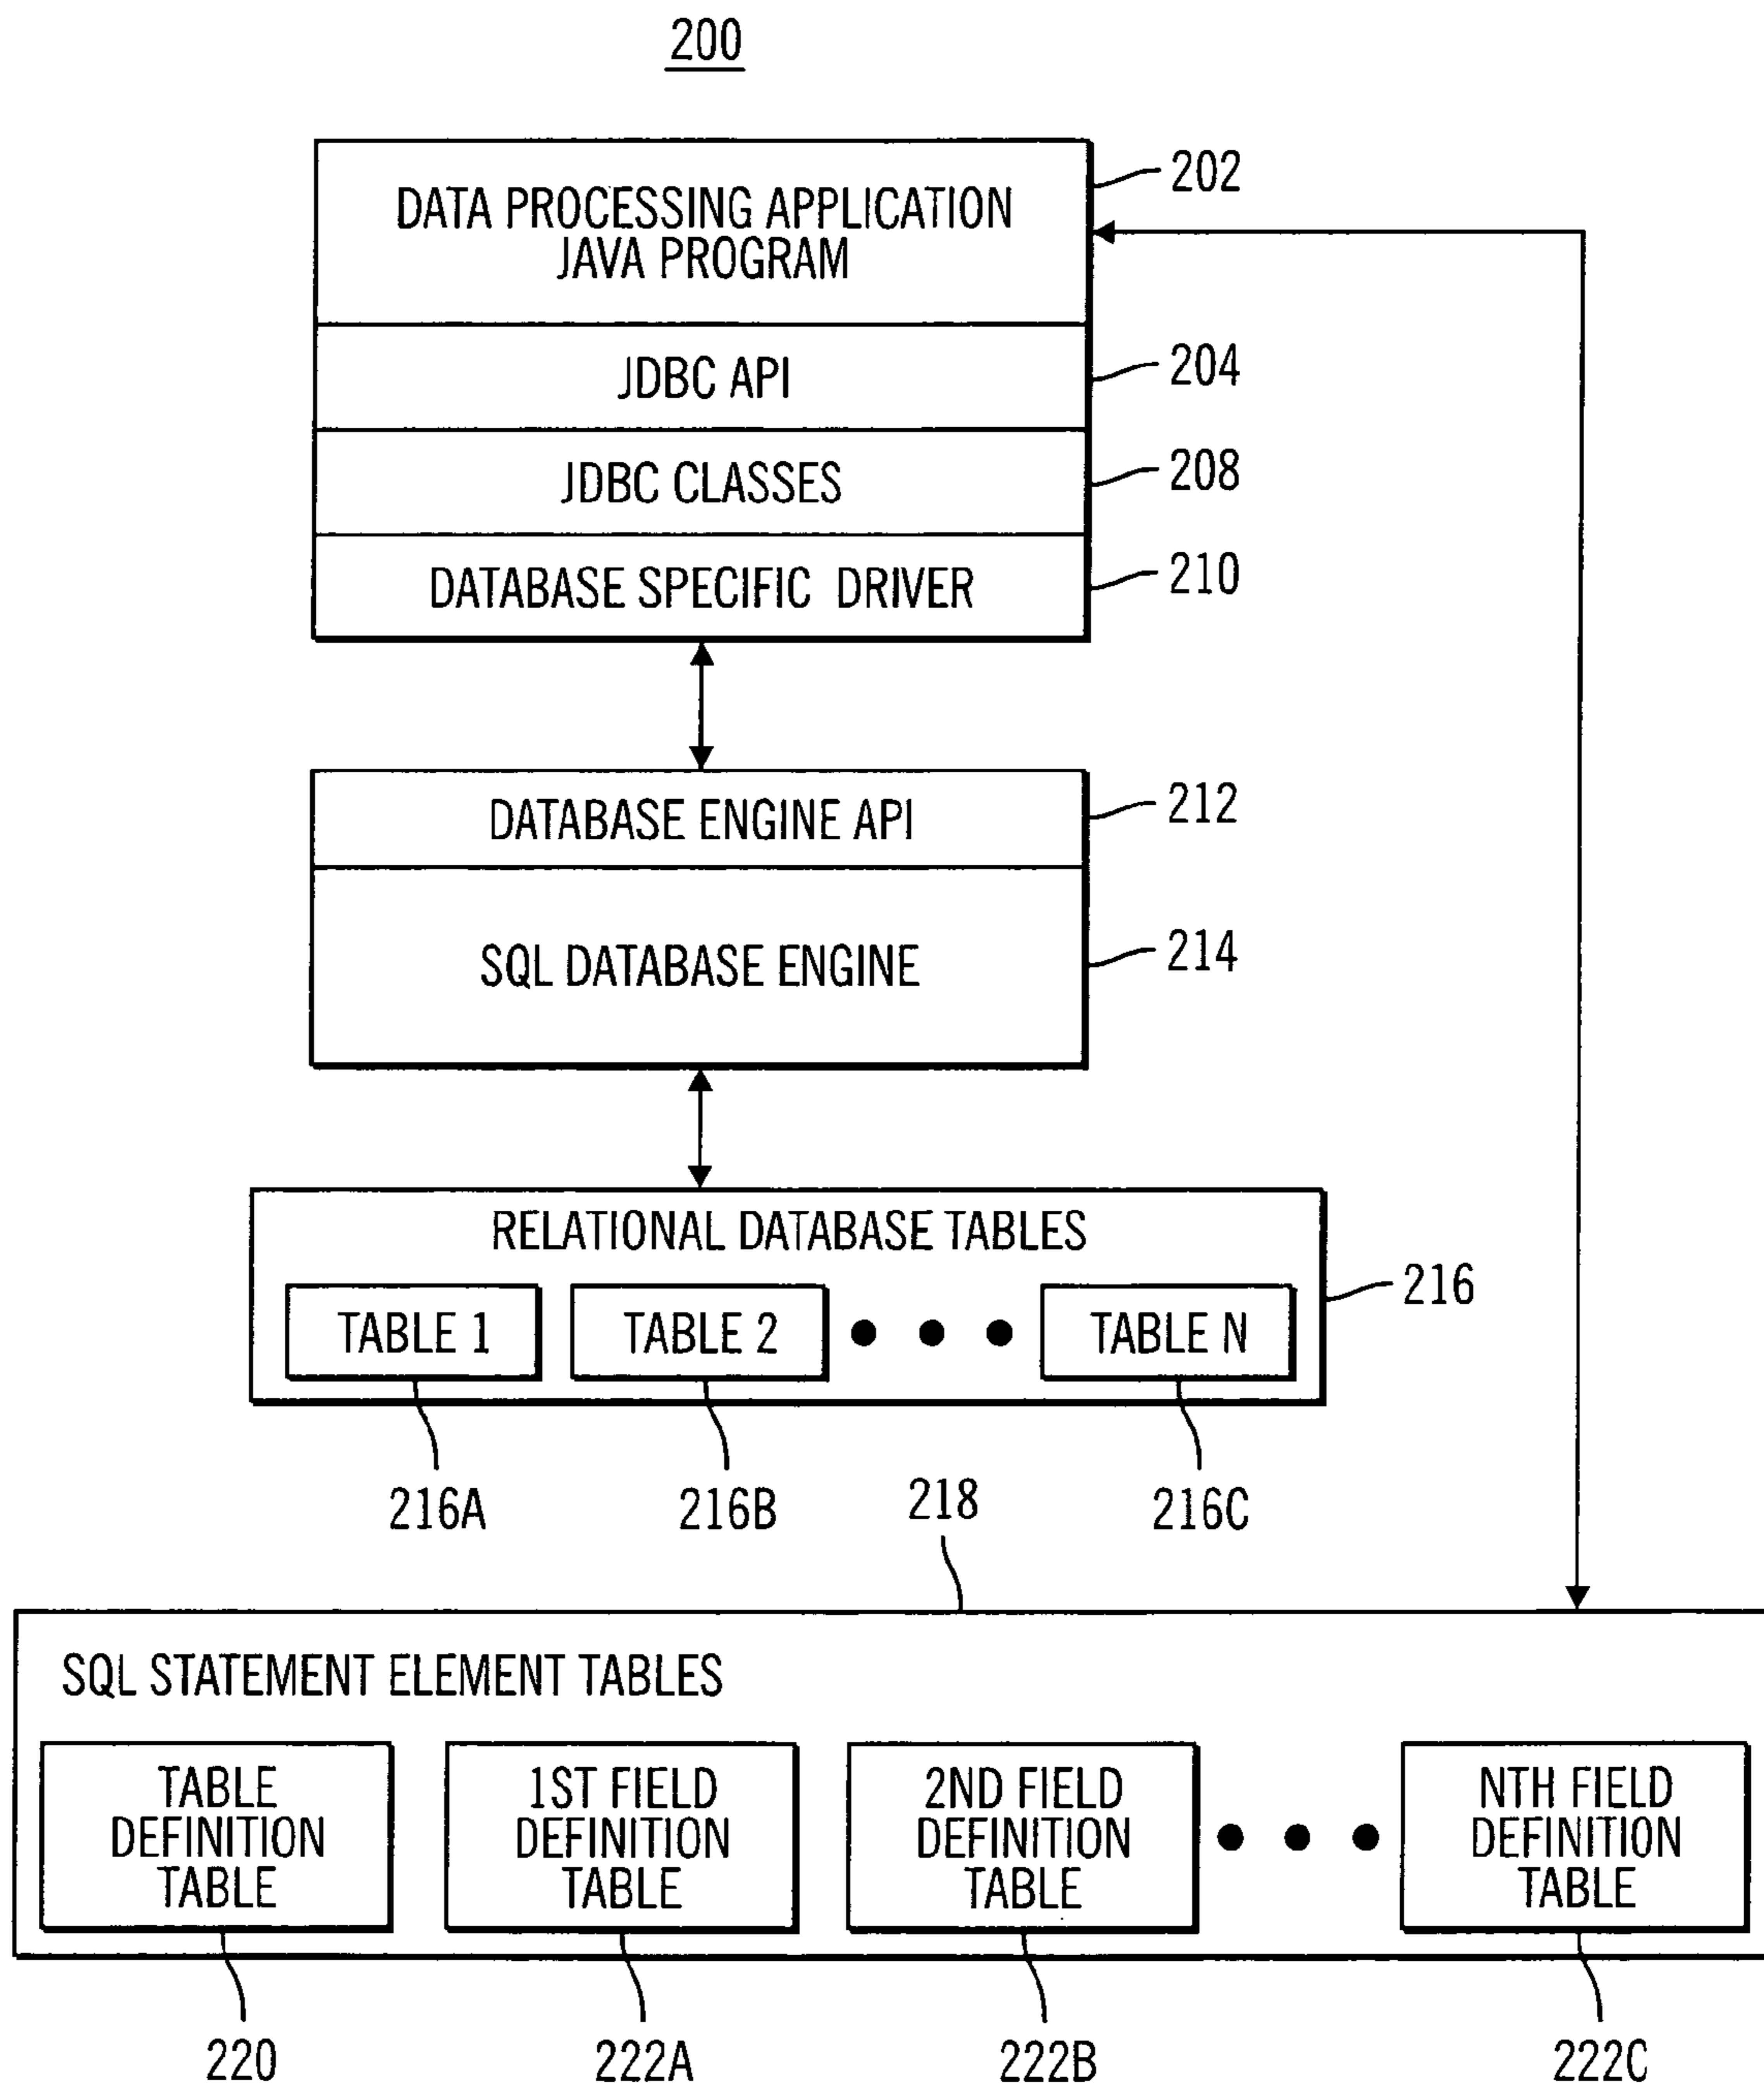 200
DATA PROCESSING APPLICATION
JAVA PROGRAM
202
JDBC API
204
JDBC CLASSES
208
DATABASE SPECIFIC DRIVER
210
DATABASE ENGINE API
212
SQL DATABASE ENGINE
214
RELATIONAL DATABASE TABLES
216
TABLE 1
TABLE 2
TABLE N
216A
216B
216C
218
SQL STATEMENT ELEMENT TABLES
TABLE
DEFINITION
TABLE
1ST FIELD
DEFINITION
TABLE
2ND FIELD
DEFINITION
TABLE
NTH FIELD
DEFINITION
TABLE
220
222A
222B
222C